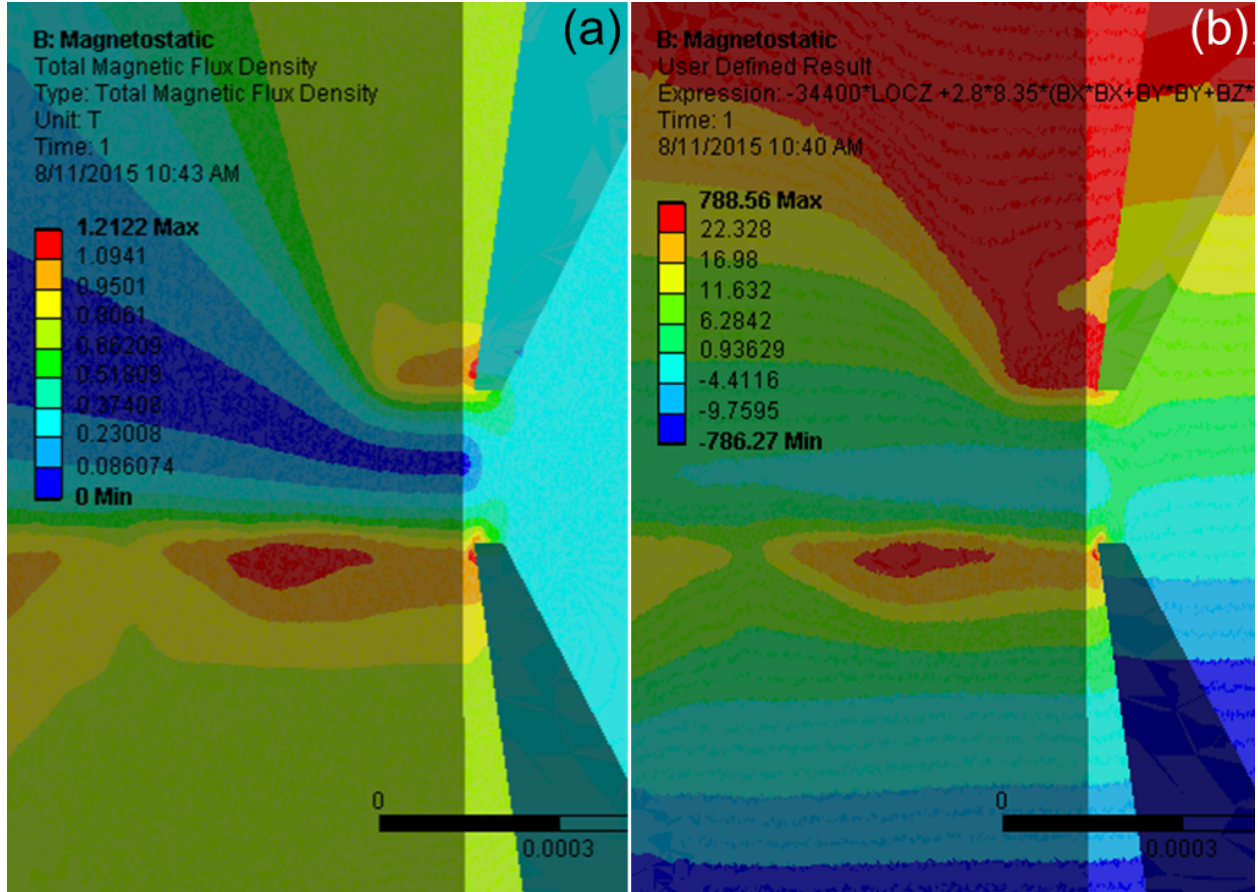 (a)
B: Magnetostatic
Total Magnetic Flux Density
Type: Total Magnetic Flux Density
Unit: T
Time: 1
8/11/2015 10:43 AM
1.2122 Max
1.0941
0.9501
0.8061
0.66209
0.51809
0.37408
0.23008
0.086074
0 Min
0
0.0003
(b)
B: Magnetostatic
User Defined Result
Expression: -34400*LOCZ +2.8*8.35*(BX*BX+BY*BY+BZ*
Time: 1
8/11/2015 10:40 AM
788.56 Max
22.328
16.98
11.632
6.2842
0.93629
-4.4116
-9.7595
-786.27 Min
0
0.0003